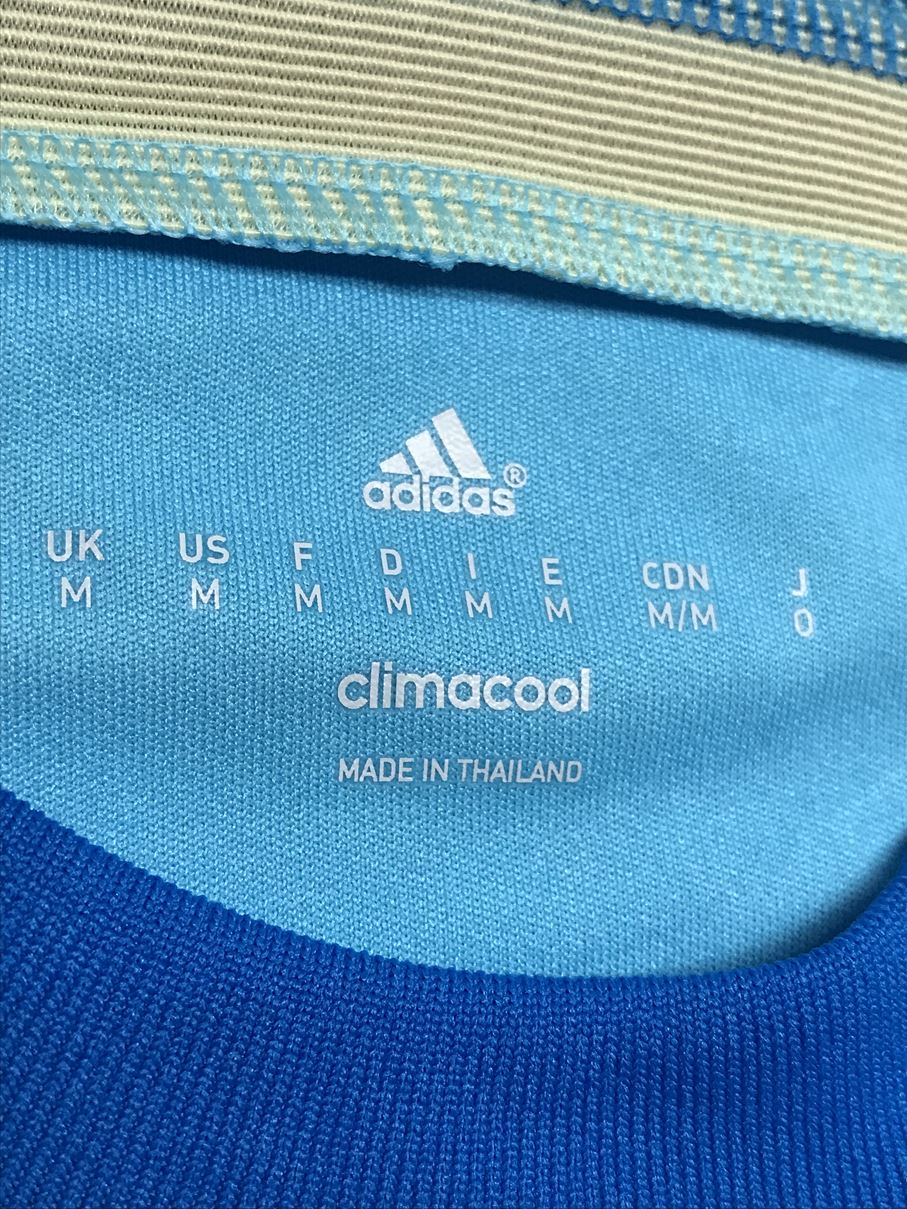 adidas®
UK US F D I E CDN J
M M M M M M M/M O
climacool
MADE IN THAILAND